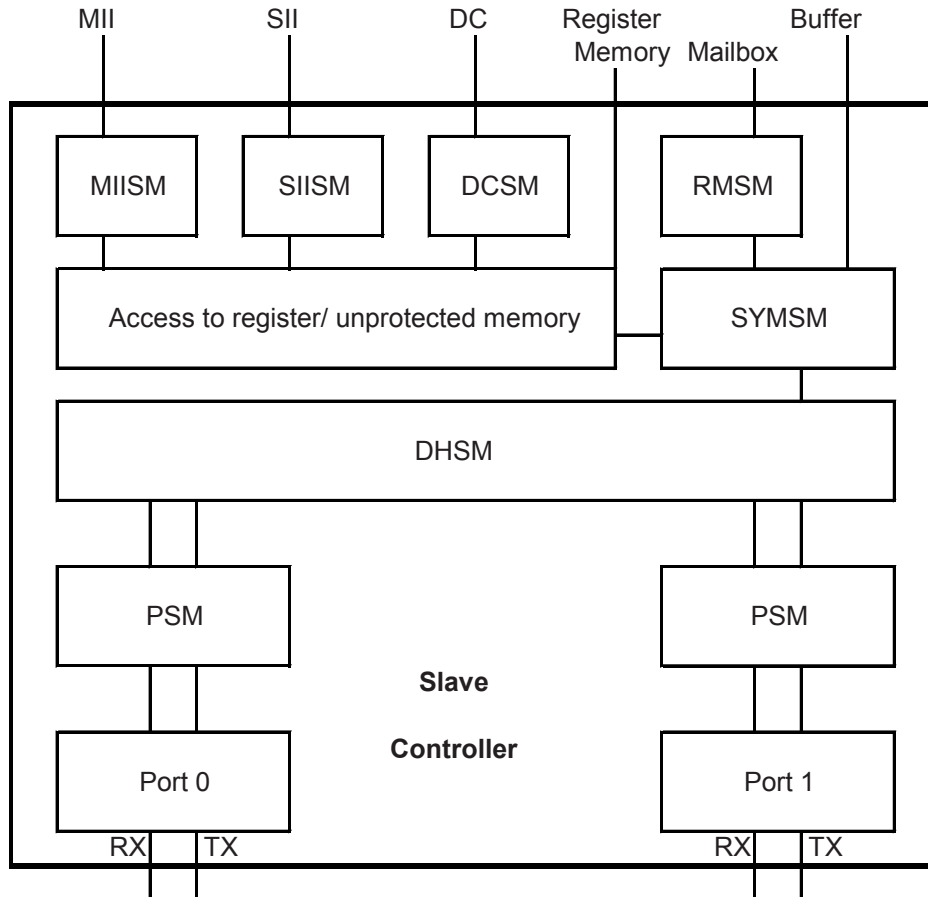 MII
SII
DC
Register
Memory
Mailbox
Buffer
MIISM
SIISM
DCSM
RMSM
Access to register/ unprotected memory
SYMSM
DHSM
PSM
PSM
Slave
Controller
Port 0
Port 1
RX
TX
RX
TX